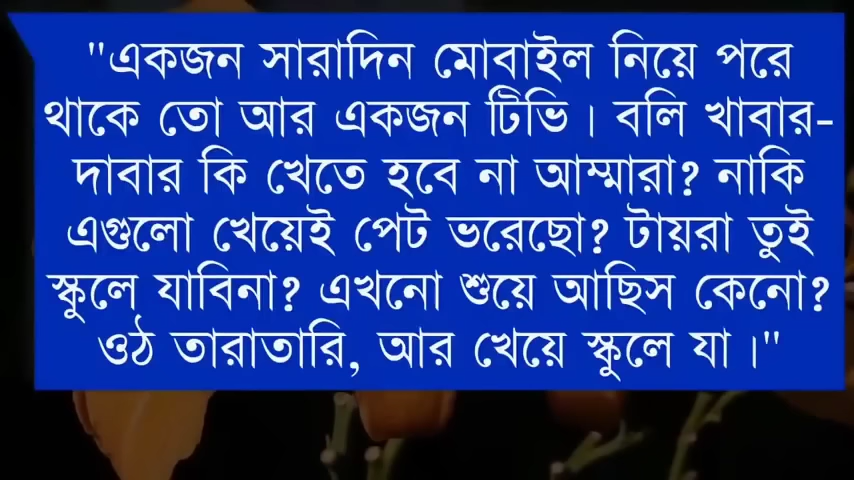 "একজন সারাদিন মোবাইল নিয়ে পরে
থাকে তো আর একজন টিভি। বলি খাবার-
দাবার কি খেতে হবে না আম্মারা? নাকি
এগুলো খেয়েই পেট ভরেছো? টায়রা তুই
স্কুলে যাবিনা? এখনো শুয়ে আছিস কেনো?
ওঠ তারাতারি, আর খেয়ে স্কুলে যা।"